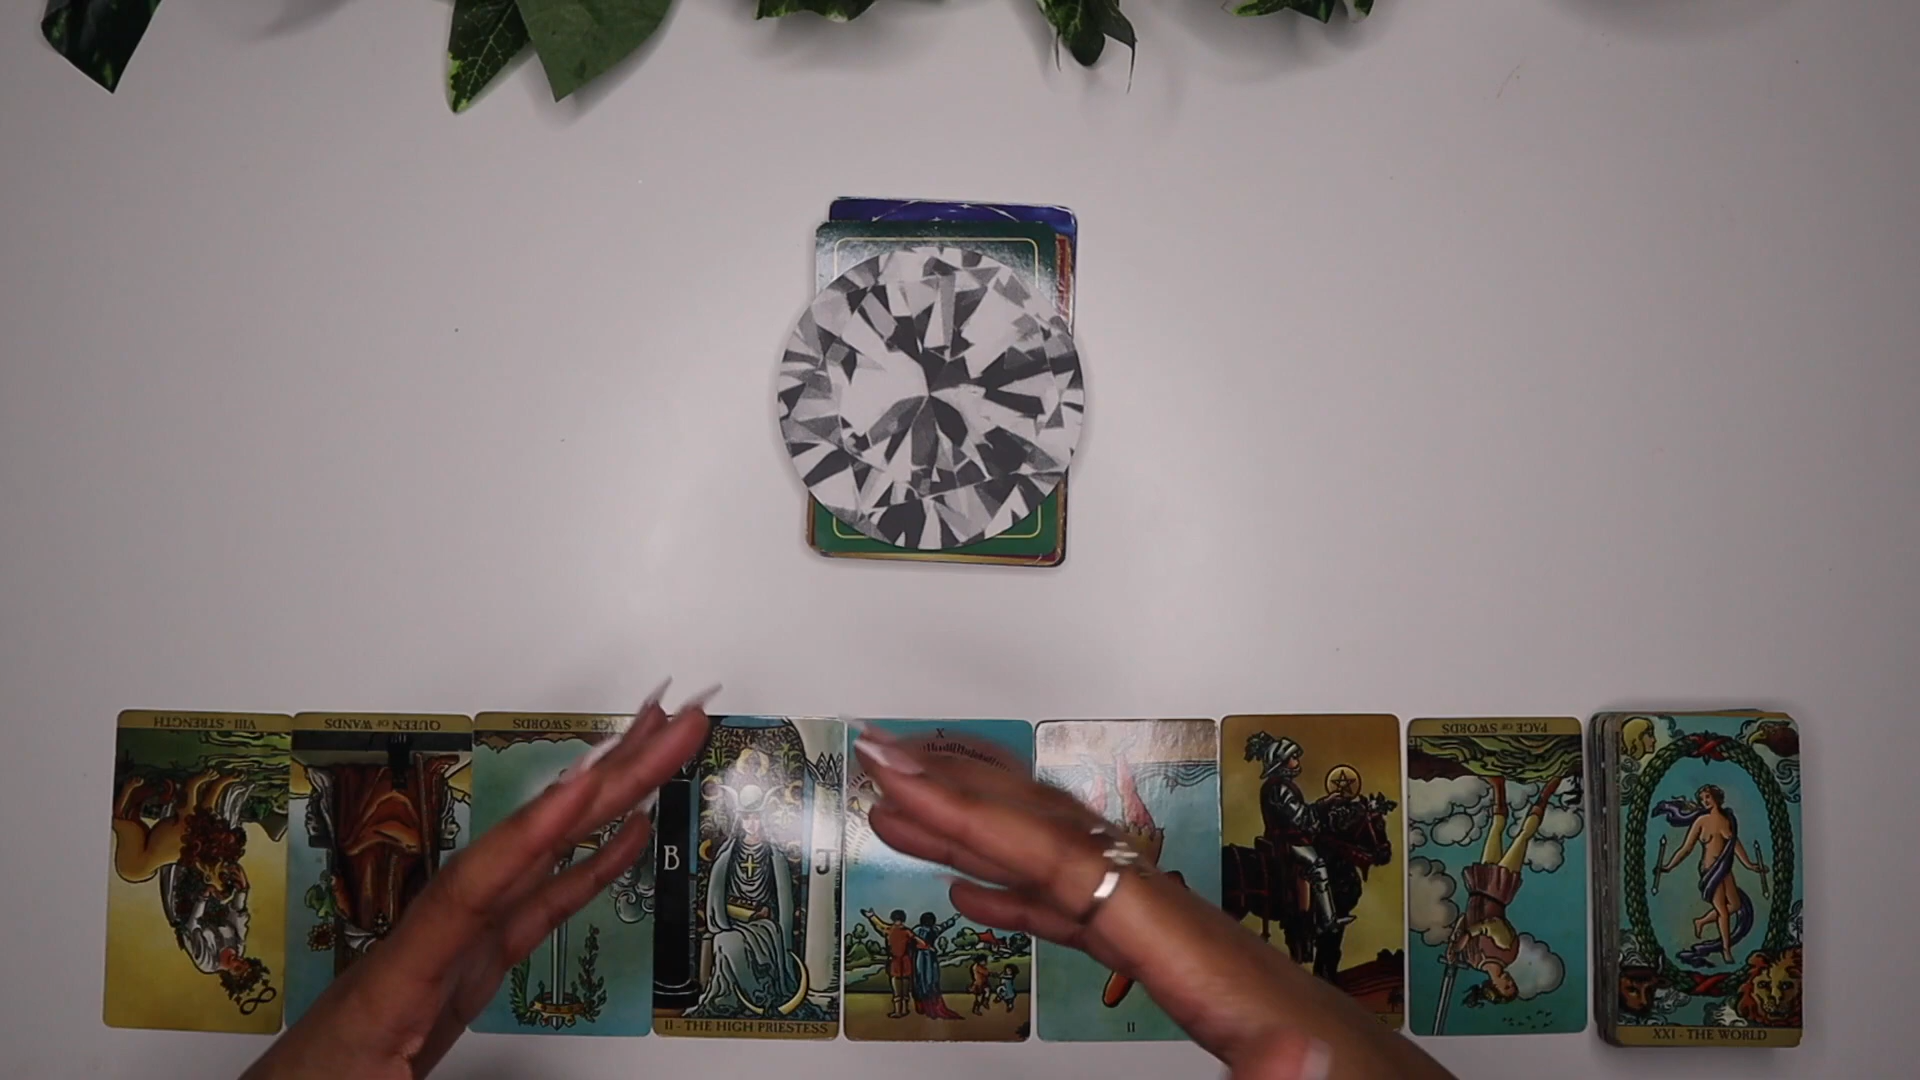 VIII - STRENGTH
QUEEN OF WANDS
PAGE OF SWORDS
B
J
II - THE HIGH PRIESTESS
X
II
PAGE OF SWORDS
XXI - THE WORLD